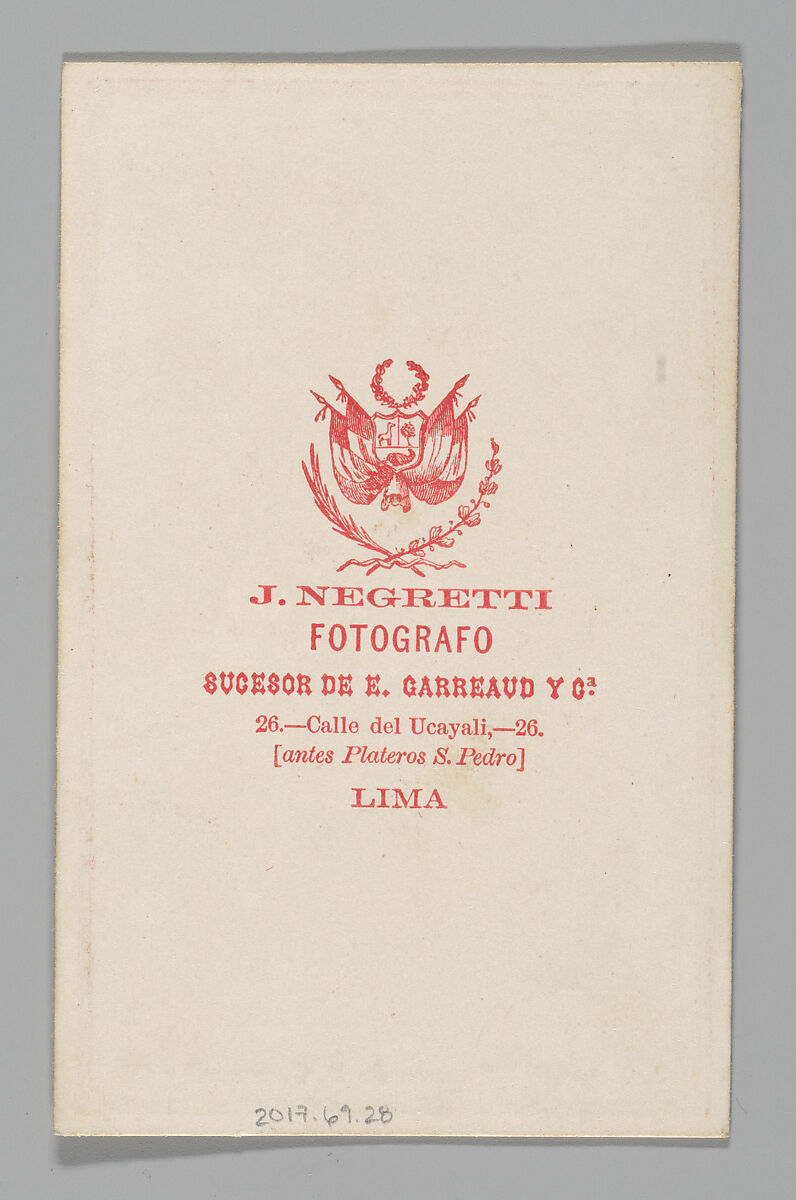 J. NEGRETTI
FOTOGRAFO
SUCESOR DE E. GARREAUD Y Cª.
26.—Calle del Ucayali,—26.
[antes Plateros S. Pedro]
LIMA
2017.69.28